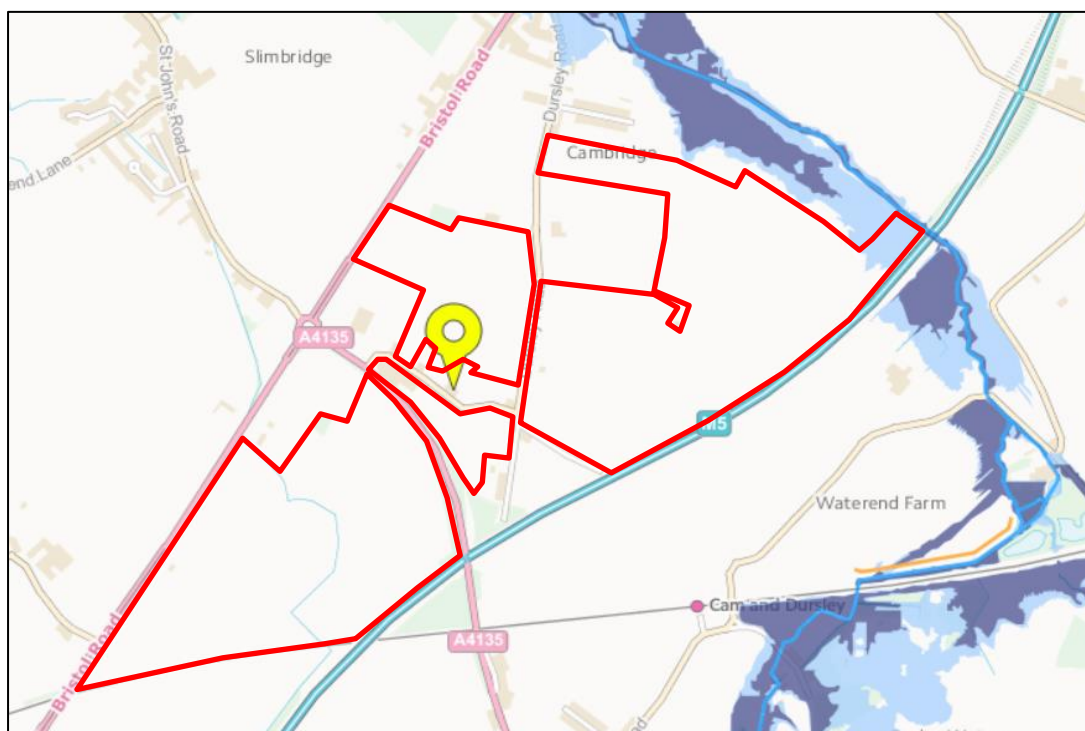 Slimbridge
St John's Road
Bristol Road
Dursley Road
Cambridge
end Lane
A4135
M5
Waterend Farm
Cam and Dursley
A4135
Bristol Road